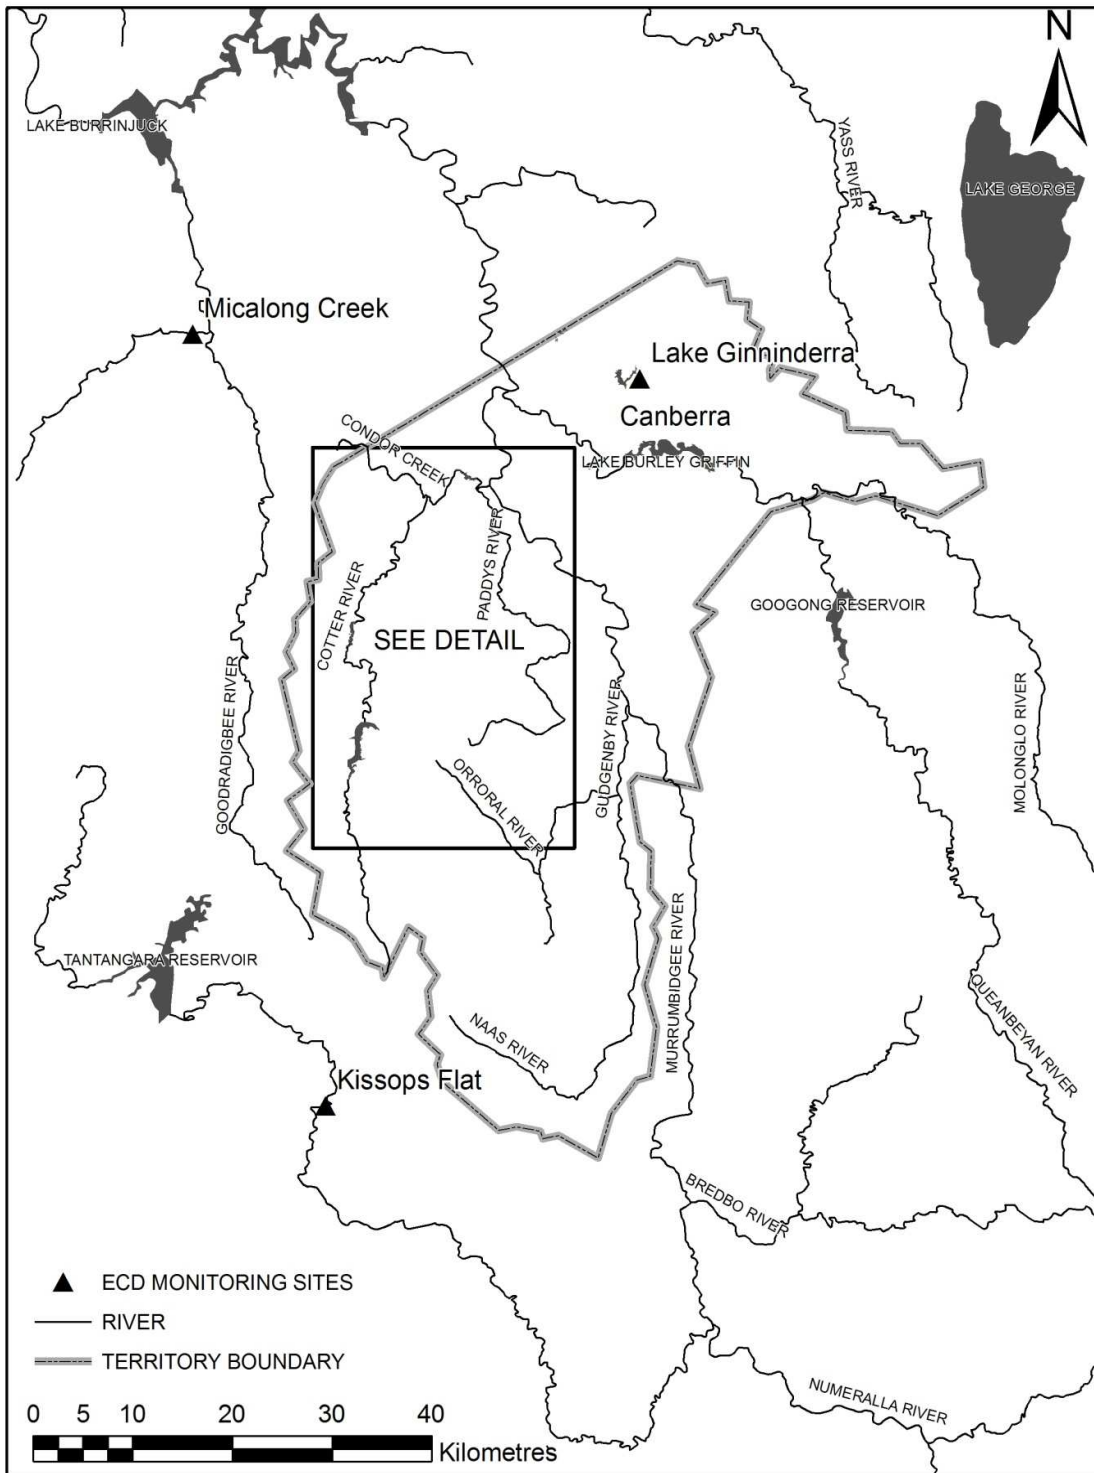 N
LAKE BURRINJUCK
YASS RIVER
LAKE GEORGE
Micalong Creek
Lake Ginninderra
Canberra
CONDOR CREEK
LAKE BURLEY GRIFFIN
PADDYS RIVER
COTTER RIVER
GOOGONG RESERVOIR
SEE DETAIL
GOODRADIGBEE RIVER
GUDGENBY RIVER
MOLONGLO RIVER
ORRORAL RIVER
TANTANGARA RESERVOIR
MURRUMBIDGEE RIVER
QUEANBEYAN RIVER
NAAS RIVER
Kissops Flat
BREDBO RIVER
ECD MONITORING SITES
RIVER
TERRITORY BOUNDARY
NUMERALLA RIVER
0 5 10 20 30 40
Kilometres